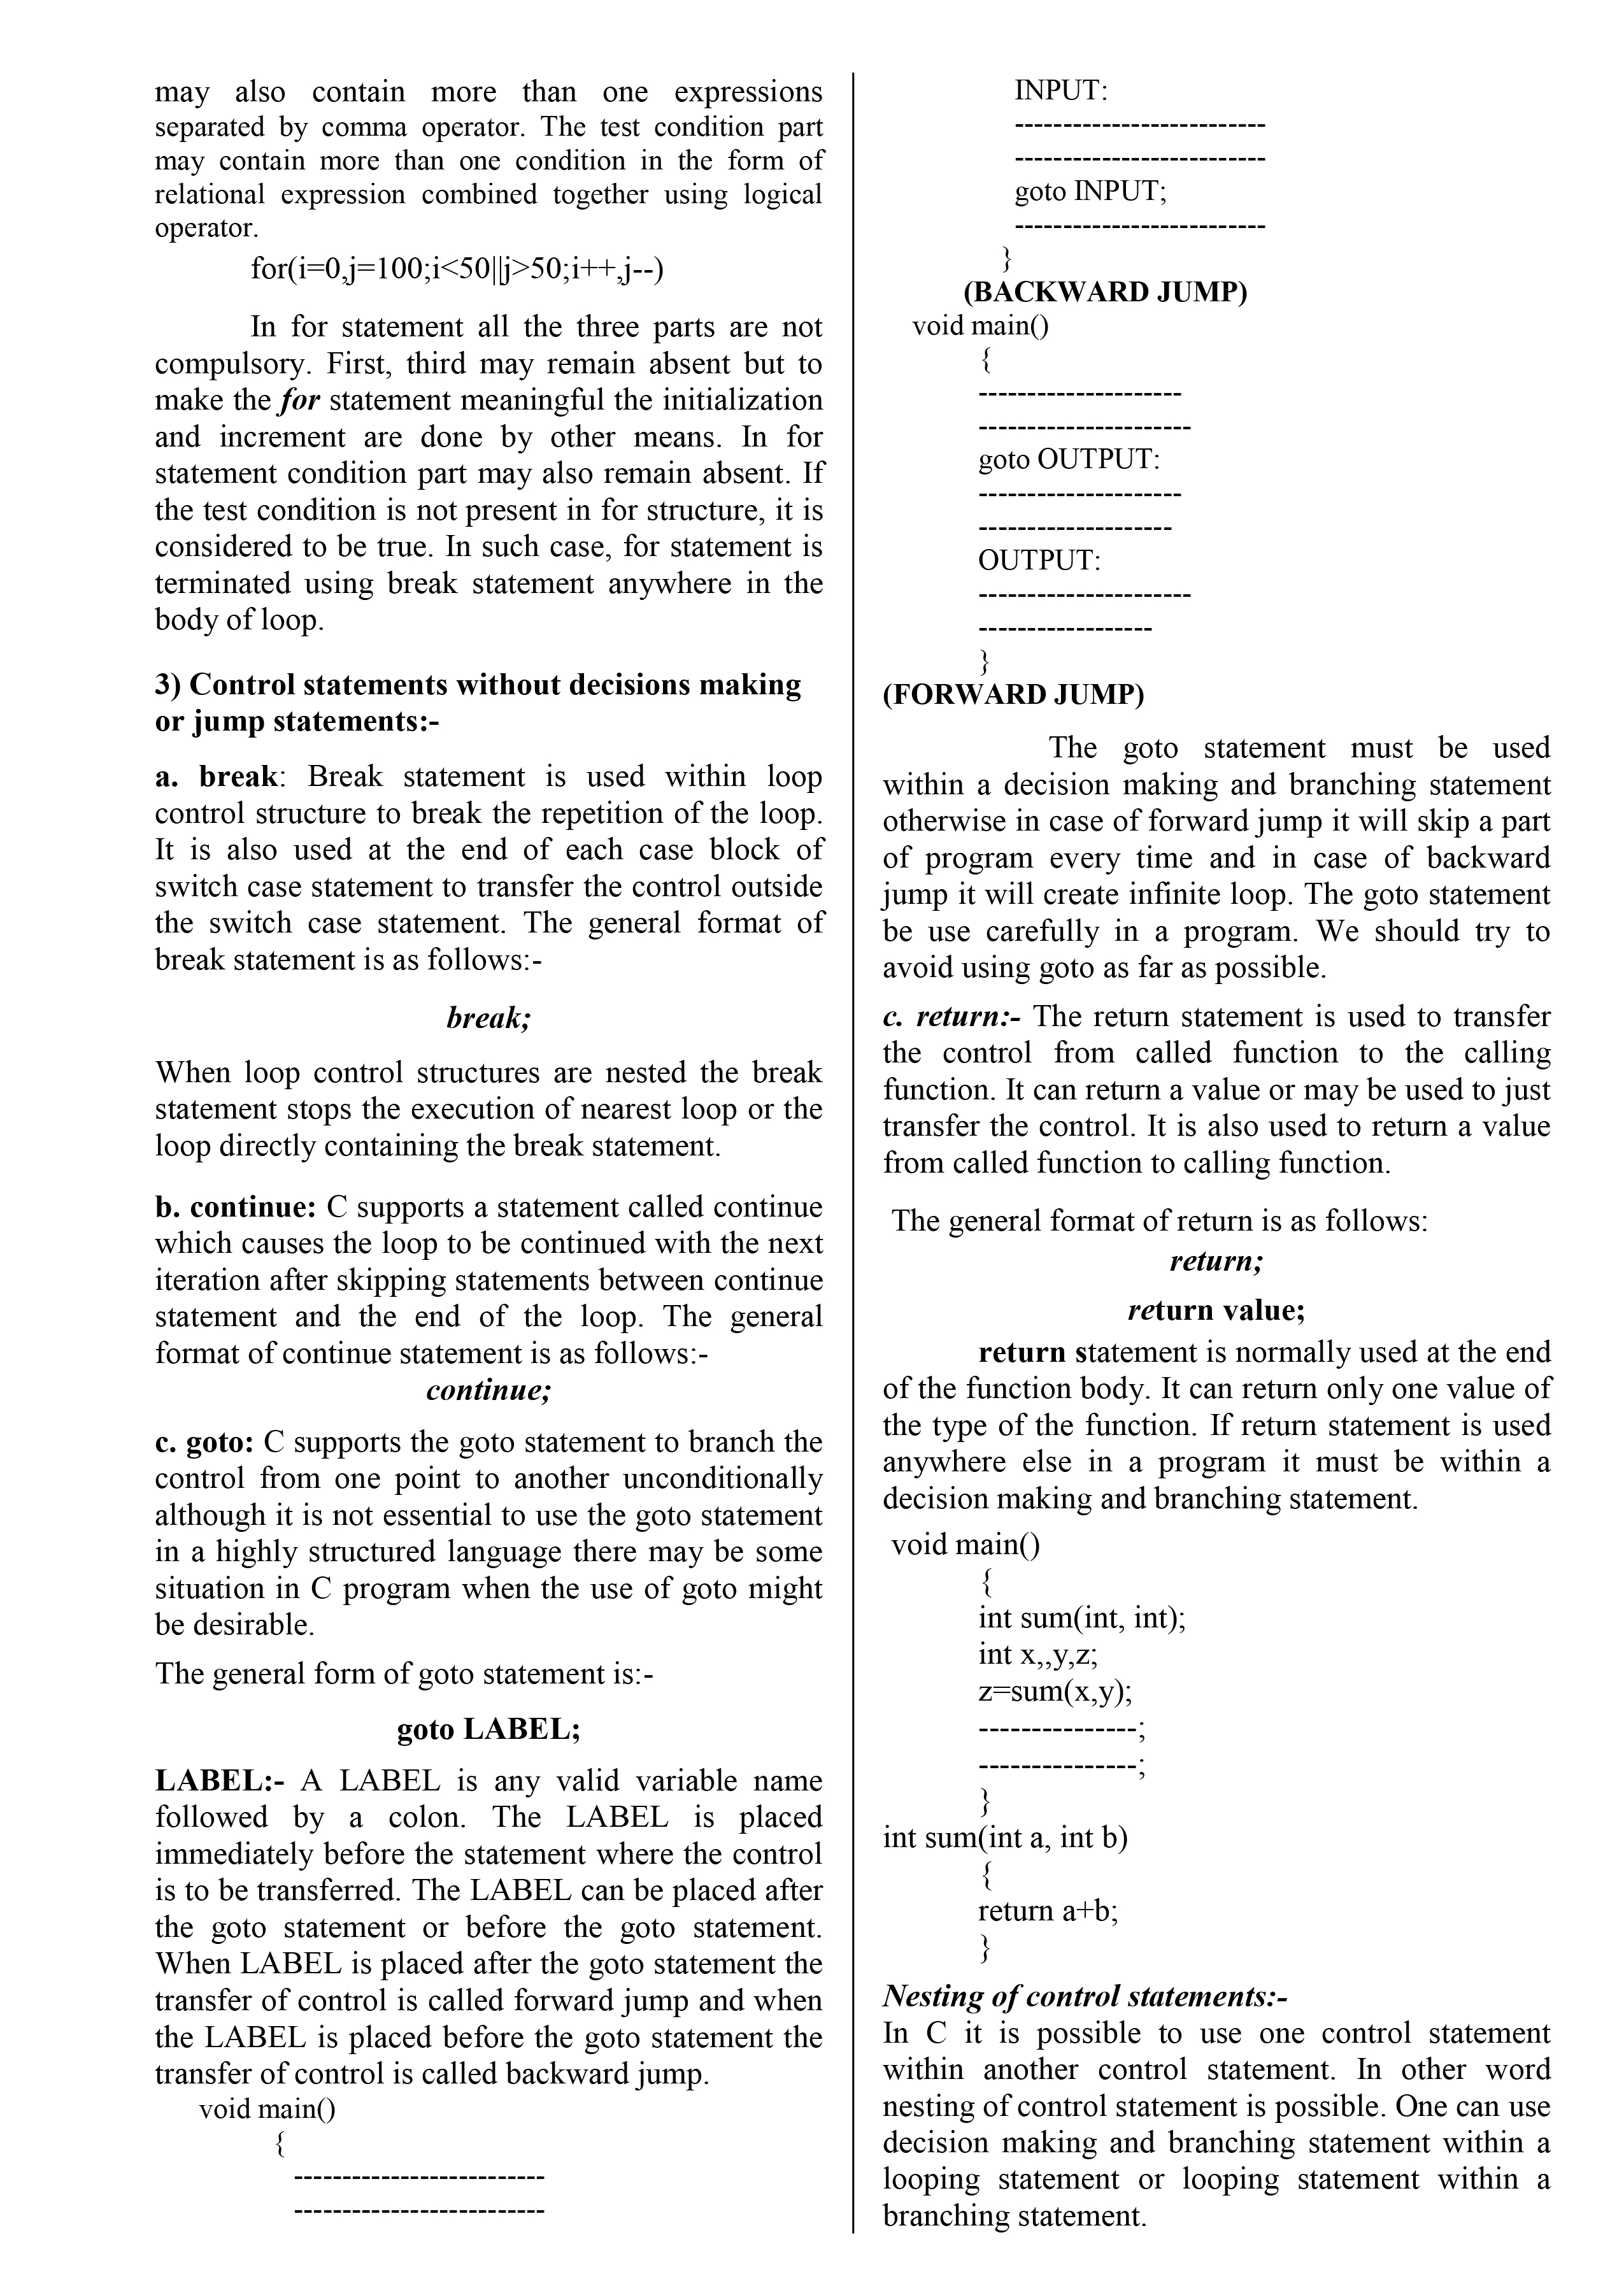 may also contain more than one expressions
separated by comma operator. The test condition part
may contain more than one condition in the form of
relational expression combined together using logical
operator.
for(i=0,j=100;i<50||j>50;i++,j--)
In for statement all the three parts are not
compulsory. First, third may remain absent but to
make the for statement meaningful the initialization
and increment are done by other means. In for
statement condition part may also remain absent. If
the test condition is not present in for structure, it is
considered to be true. In such case, for statement is
terminated using break statement anywhere in the
body of loop.
3) Control statements without decisions making
or jump statements:-
a. break: Break statement is used within loop
control structure to break the repetition of the loop.
It is also used at the end of each case block of
switch case statement to transfer the control outside
the switch case statement. The general format of
break statement is as follows:-
break;
When loop control structures are nested the break
statement stops the execution of nearest loop or the
loop directly containing the break statement.
b. continue: C supports a statement called continue
which causes the loop to be continued with the next
iteration after skipping statements between continue
statement and the end of the loop. The general
format of continue statement is as follows:-
continue;
c. goto: C supports the goto statement to branch the
control from one point to another unconditionally
although it is not essential to use the goto statement
in a highly structured language there may be some
situation in C program when the use of goto might
be desirable.
The general form of goto statement is:-
goto LABEL;
LABEL:- A LABEL is any valid variable name
followed by a colon. The LABEL is placed
immediately before the statement where the control
is to be transferred. The LABEL can be placed after
the goto statement or before the goto statement.
When LABEL is placed after the goto statement the
transfer of control is called forward jump and when
the LABEL is placed before the goto statement the
transfer of control is called backward jump.
void main()
{
--------------------------
--------------------------
INPUT:
--------------------------
--------------------------
goto INPUT;
--------------------------
}
(BACKWARD JUMP)
void main()
{
---------------------
----------------------
goto OUTPUT:
---------------------
--------------------
OUTPUT:
----------------------
------------------
}
(FORWARD JUMP)
The goto statement must be used
within a decision making and branching statement
otherwise in case of forward jump it will skip a part
of program every time and in case of backward
jump it will create infinite loop. The goto statement
be use carefully in a program. We should try to
avoid using goto as far as possible.
c. return:- The return statement is used to transfer
the control from called function to the calling
function. It can return a value or may be used to just
transfer the control. It is also used to return a value
from called function to calling function.
The general format of return is as follows:
return;
return value;
return statement is normally used at the end
of the function body. It can return only one value of
the type of the function. If return statement is used
anywhere else in a program it must be within a
decision making and branching statement.
void main()
{
int sum(int, int);
int x,,y,z;
z=sum(x,y);
----------------;
----------------;
}
int sum(int a, int b)
{
return a+b;
}
Nesting of control statements:-
In C it is possible to use one control statement
within another control statement. In other word
nesting of control statement is possible. One can use
decision making and branching statement within a
looping statement or looping statement within a
branching statement.